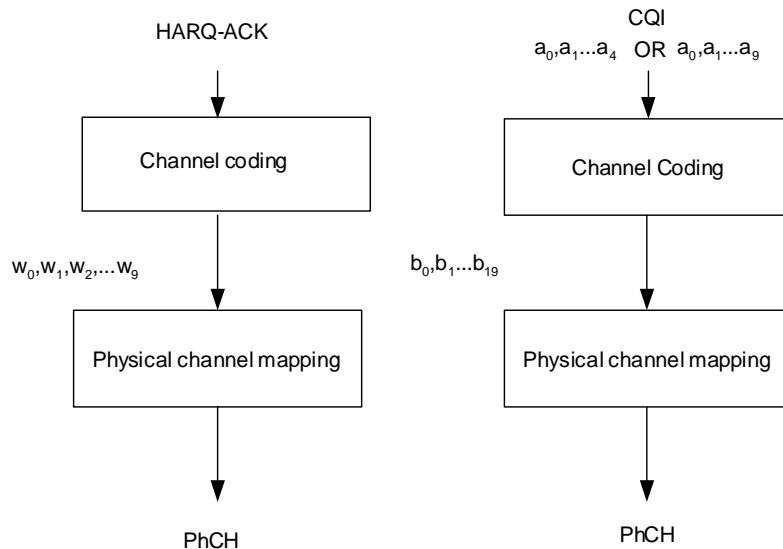 HARQ-ACK
Channel coding
w0,w1,w2,...w9
Physical channel mapping
PhCH
CQI
a0,a1...a4 OR a0,a1...a9
Channel Coding
b0,b1...b19
Physical channel mapping
PhCH